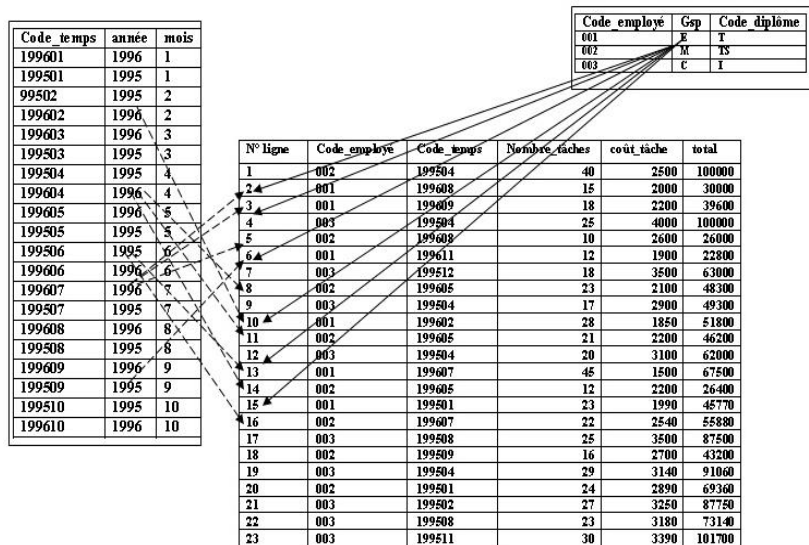 Code_temps année mois
199601 1996 1
199501 1995 1
99502 1995 2
199602 1996 2
199603 1996 3
199503 1995 3
199504 1995 4
199604 1996 4
199605 1996 5
199505 1995 5
199506 1995 6
199606 1996 6
199607 1996 7
199507 1995 7
199608 1996 8
199508 1995 8
199609 1996 9
199509 1995 9
199510 1995 10
199610 1996 10
Code_employé Gsp Code_diplôme
001 E T
002 M TS
003 C I
N° ligne Code_employé Code_temps Nombre_tâches coût_tâche total
1 002 199504 40 2500 100000
2 001 199608 15 2000 30000
3 001 199609 18 2200 39600
4 003 199504 25 4000 100000
5 002 199608 10 2600 26000
6 001 199611 12 1900 22800
7 003 199512 18 3500 63000
8 002 199605 23 2100 48300
9 003 199504 17 2900 49300
10 001 199602 28 1850 51800
11 002 199605 21 2200 46200
12 003 199504 20 3100 62000
13 001 199607 45 1500 67500
14 002 199605 12 2200 26400
15 001 199501 23 1990 45770
16 002 199607 22 2540 55880
17 003 199508 25 3500 87500
18 002 199509 16 2700 43200
19 003 199504 29 3140 91060
20 002 199501 24 2890 69360
21 003 199502 27 3250 87750
22 003 199508 23 3180 73140
23 003 199511 30 3390 101700